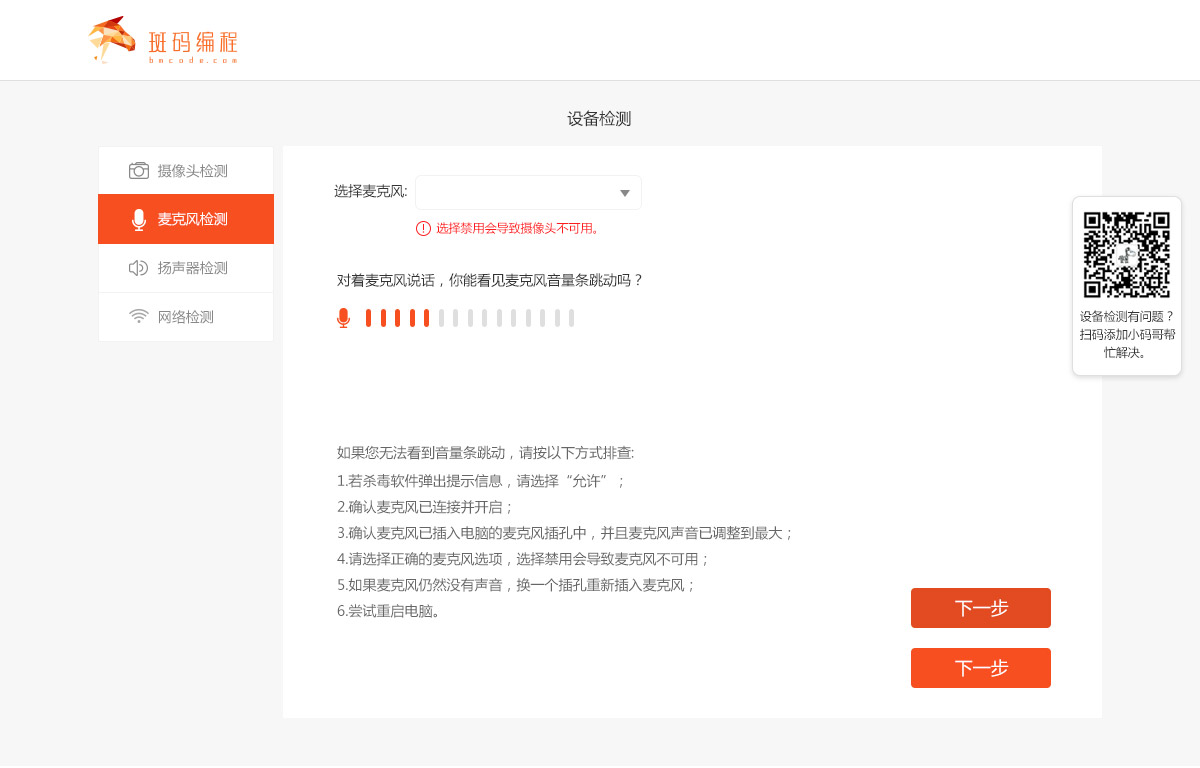 斑码编程
bmcode.com
设备检测
摄像头检测
麦克风检测
扬声器检测
网络检测
选择麦克风:
选择禁用会导致摄像头不可用。
对着麦克风说话，你能看见麦克风音量条跳动吗？
如果您无法看到音量条跳动，请按以下方式排查:
1.若杀毒软件弹出提示信息，请选择“允许”；
2.确认麦克风已连接并开启；
3.确认麦克风已插入电脑的麦克风插孔中，并且麦克风声音已调整到最大；
4.请选择正确的麦克风选项，选择禁用会导致麦克风不可用；
5.如果麦克风仍然没有声音，换一个插孔重新插入麦克风；
6.尝试重启电脑。
下一步
下一步
设备检测有问题？
扫码添加小码哥帮
忙解决。